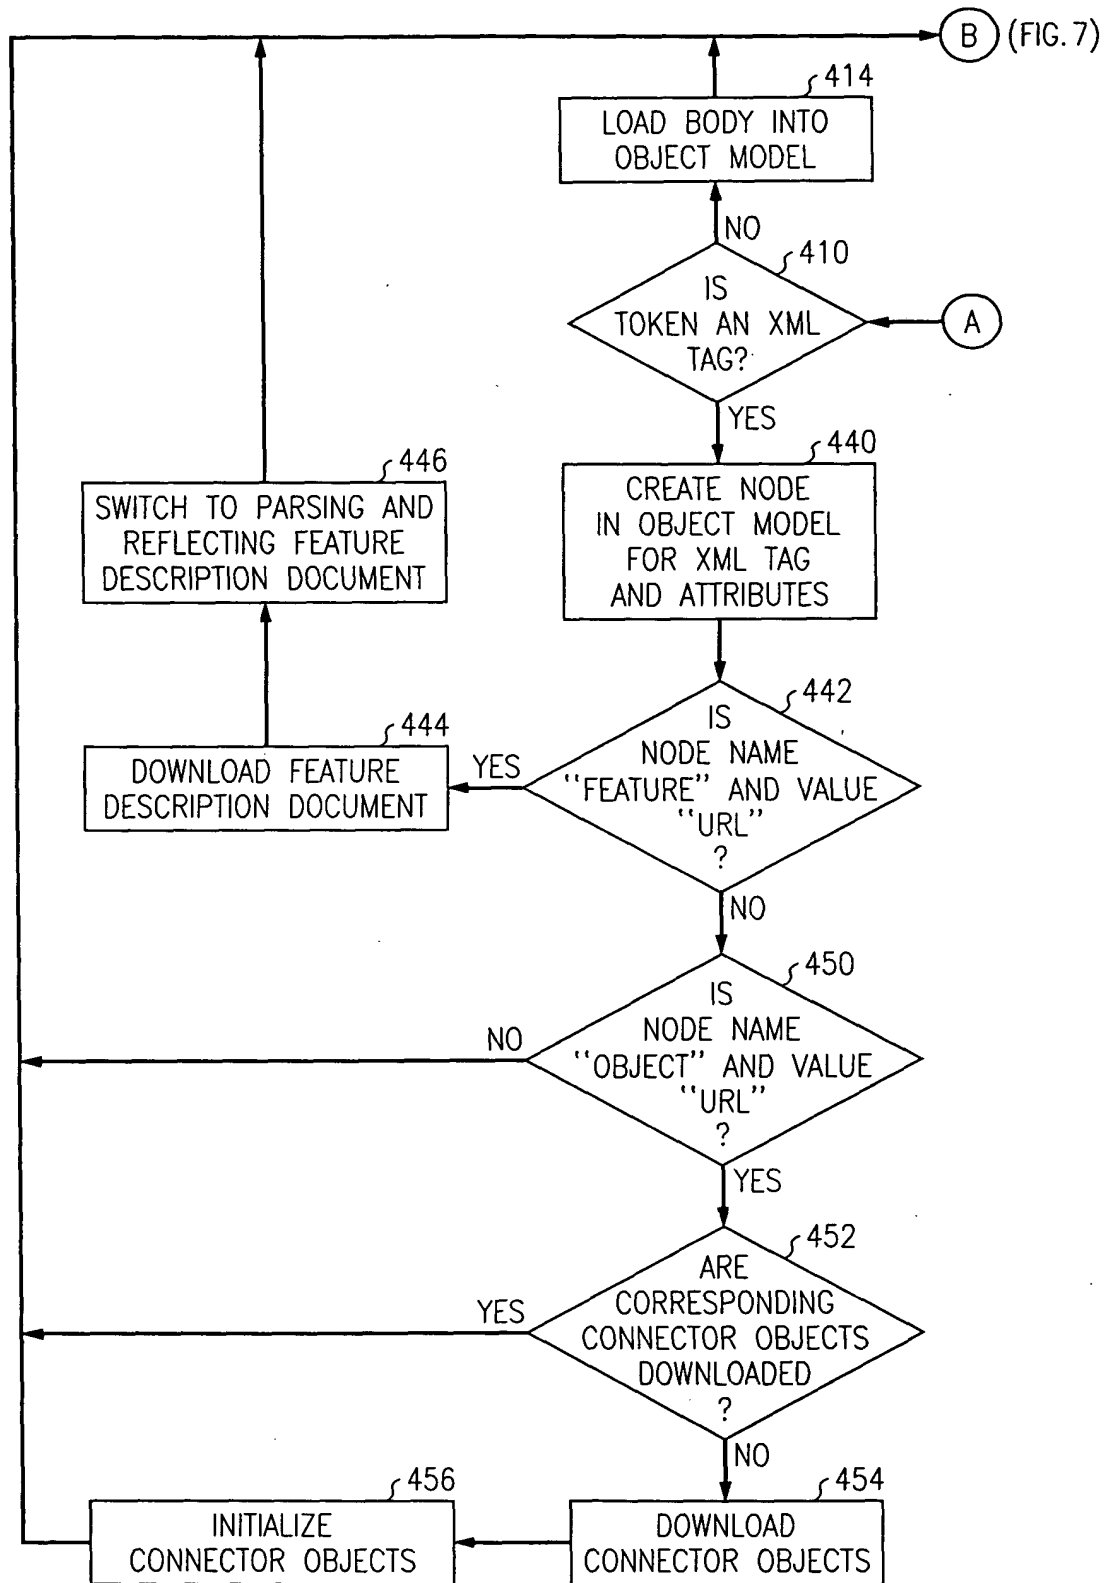 B (FIG. 7)
414
LOAD BODY INTO
OBJECT MODEL
NO
410
IS
TOKEN AN XML
TAG?
A
YES
440
CREATE NODE
IN OBJECT MODEL
FOR XML TAG
AND ATTRIBUTES
446
SWITCH TO PARSING AND
REFLECTING FEATURE
DESCRIPTION DOCUMENT
442
IS
NODE NAME
"FEATURE" AND VALUE
"URL"
?
YES
444
DOWNLOAD FEATURE
DESCRIPTION DOCUMENT
NO
450
IS
NODE NAME
"OBJECT" AND VALUE
"URL"
?
NO
YES
452
ARE
CORRESPONDING
CONNECTOR OBJECTS
DOWNLOADED
?
YES
NO
454
DOWNLOAD
CONNECTOR OBJECTS
456
INITIALIZE
CONNECTOR OBJECTS